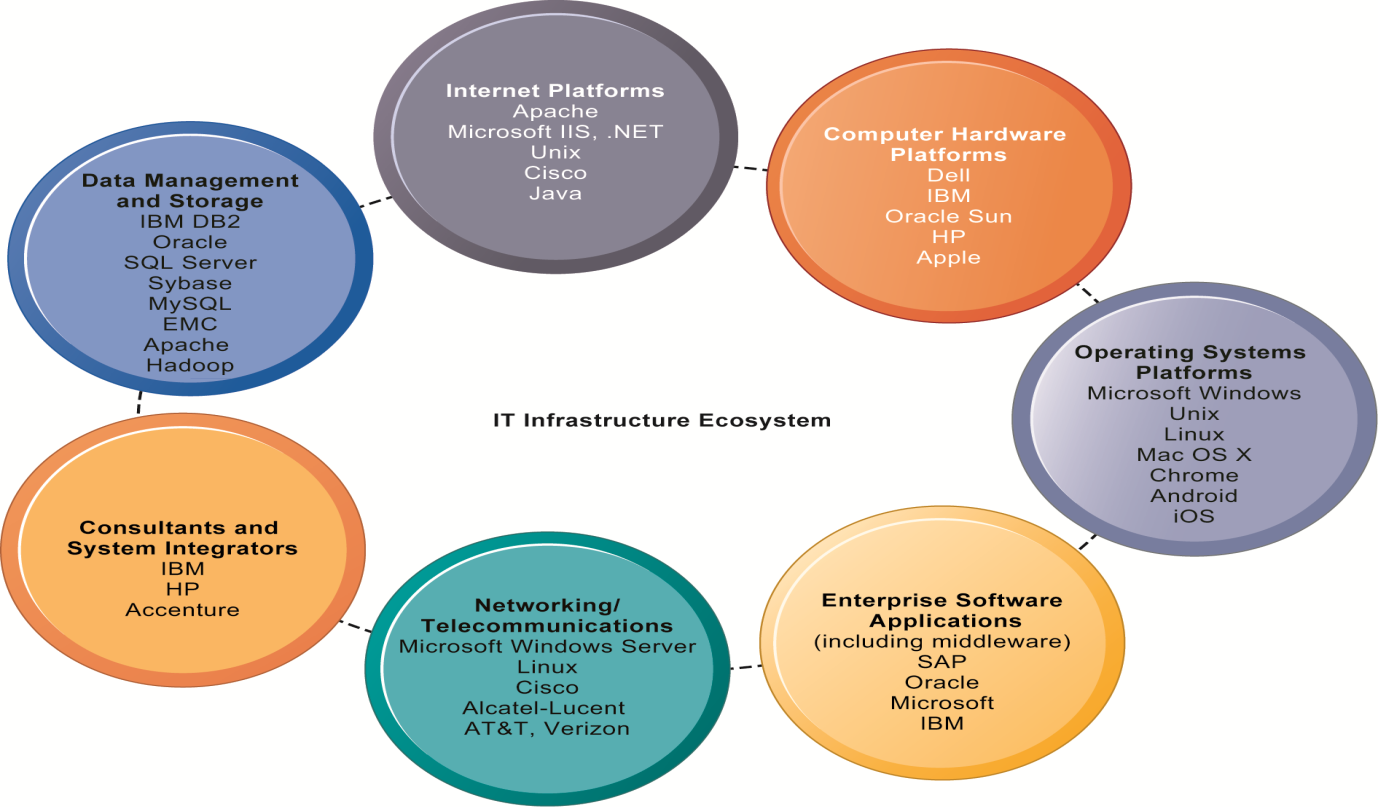 Internet Platforms
Apache
Microsoft IIS, .NET
Unix
Cisco
Java
Computer Hardware
Platforms
Dell
IBM
Oracle Sun
HP
Apple
Data Management
and Storage
IBM DB2
Oracle
SQL Server
Sybase
MySQL
EMC
Apache
Hadoop
Operating Systems
Platforms
Microsoft Windows
Unix
Linux
Mac OS X
Chrome
Android
iOS
IT Infrastructure Ecosystem
Consultants and
System Integrators
IBM
HP
Accenture
Networking/
Telecommunications
Microsoft Windows Server
Linux
Cisco
Alcatel-Lucent
AT&T, Verizon
Enterprise Software
Applications
(including middleware)
SAP
Oracle
Microsoft
IBM